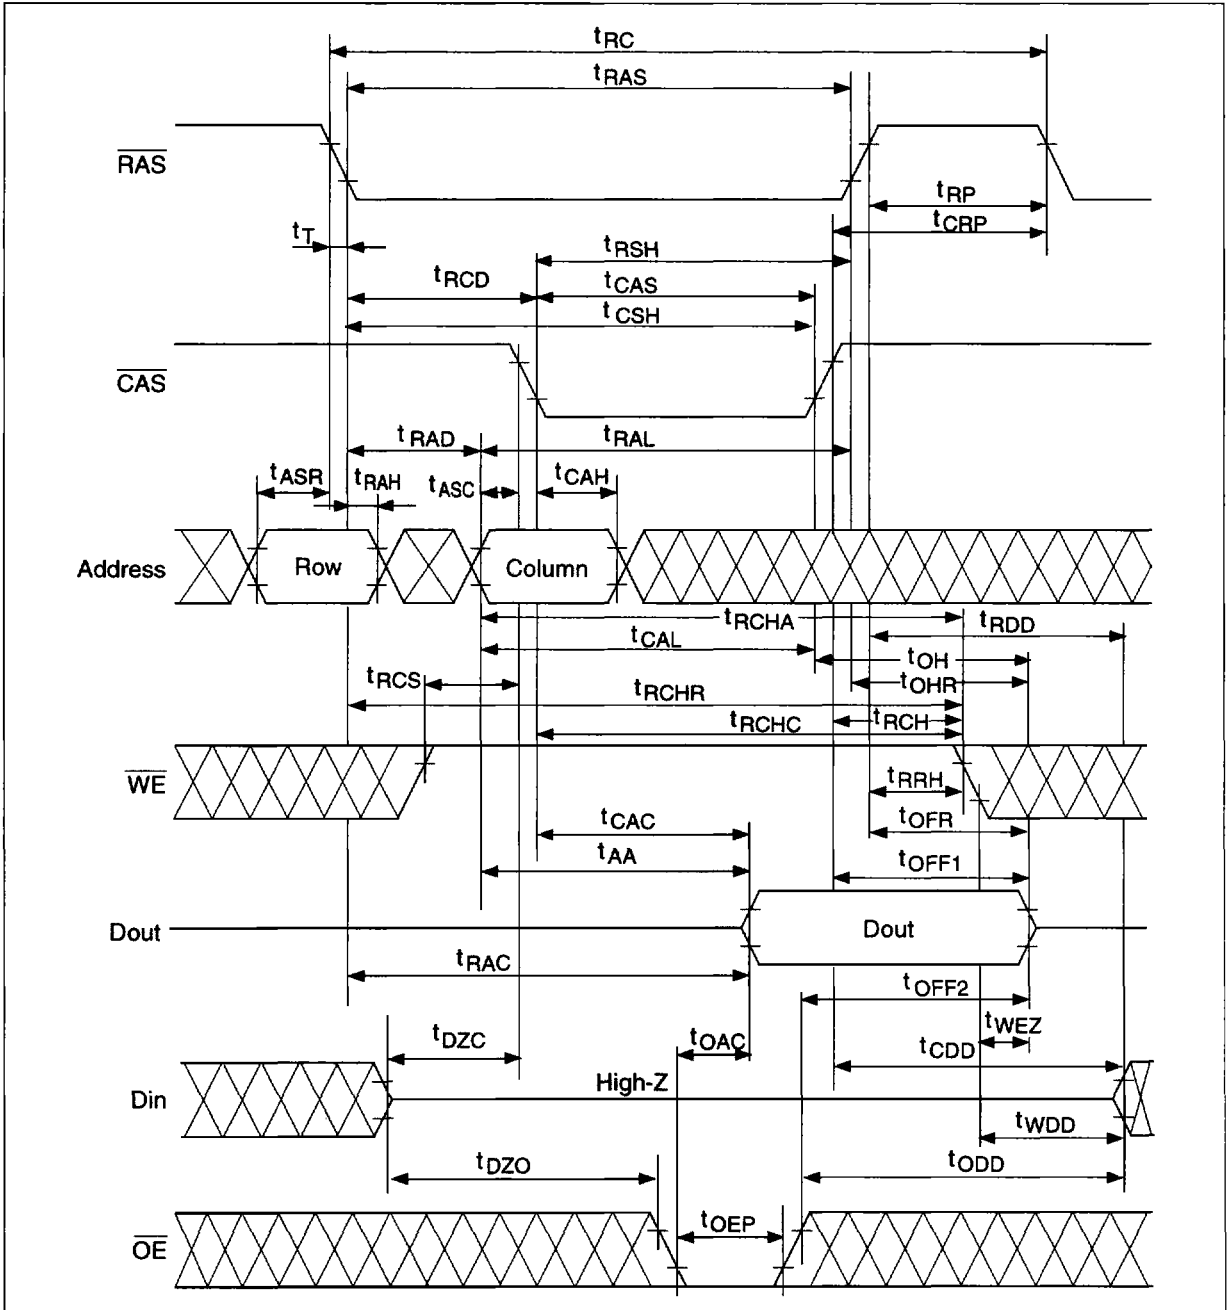 tRC
tRAS
RAS
tRP
tCRP
tT
tRSH
tRCD
tCAS
tCSH
CAS
tRAD
tRAL
tASR
tRAH
tASC
tCAH
Address
Row
Column
tRCHA
tRDD
tCAL
tOH
tRCS
tOHR
tRCHR
tRCHC
tRCH
WE
tRRH
tCAC
tOFR
tAA
tOFF1
Dout
Dout
tRAC
tOFF2
tWEZ
tDZC
tOAC
tCDD
High-Z
Din
tWDD
tDZO
tODD
tOEP
OE